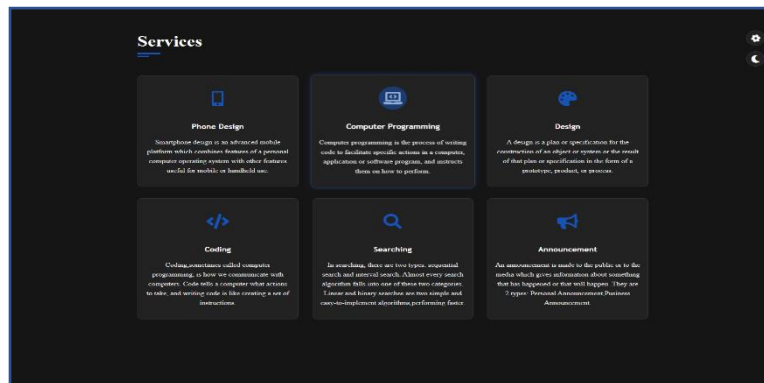 Services
Phone Design
Smartphone design is an advanced mobile
platform which combines features of a personal
computer operating system with other features
useful for mobile or handheld use.
Computer Programming
Computer programming is the process of writing
code to facilitate specific actions in a computer,
application or software program, and instructs
them on how to perform.
Design
A design is a plan or specification for the
construction of an object or system or the result
of that plan or specification in the form of a
prototype, product, or process.
Coding
Coding,sometimes called computer
programming, is how we communicate with
computers. Code tells a computer what actions
to take, and writing code is like creating a set of
instructions.
Searching
In searching, there are two types: sequential
search and interval search. Almost every search
algorithm falls into one of these two categories.
Linear and binary searches are two simple and
easy-to-implement algorithms,performing faster.
Announcement
An announcement is made to the public or to the
media which gives information about something
that has happened or that will happen .They are
2 types: Personal Announcement,Business
Announcement.